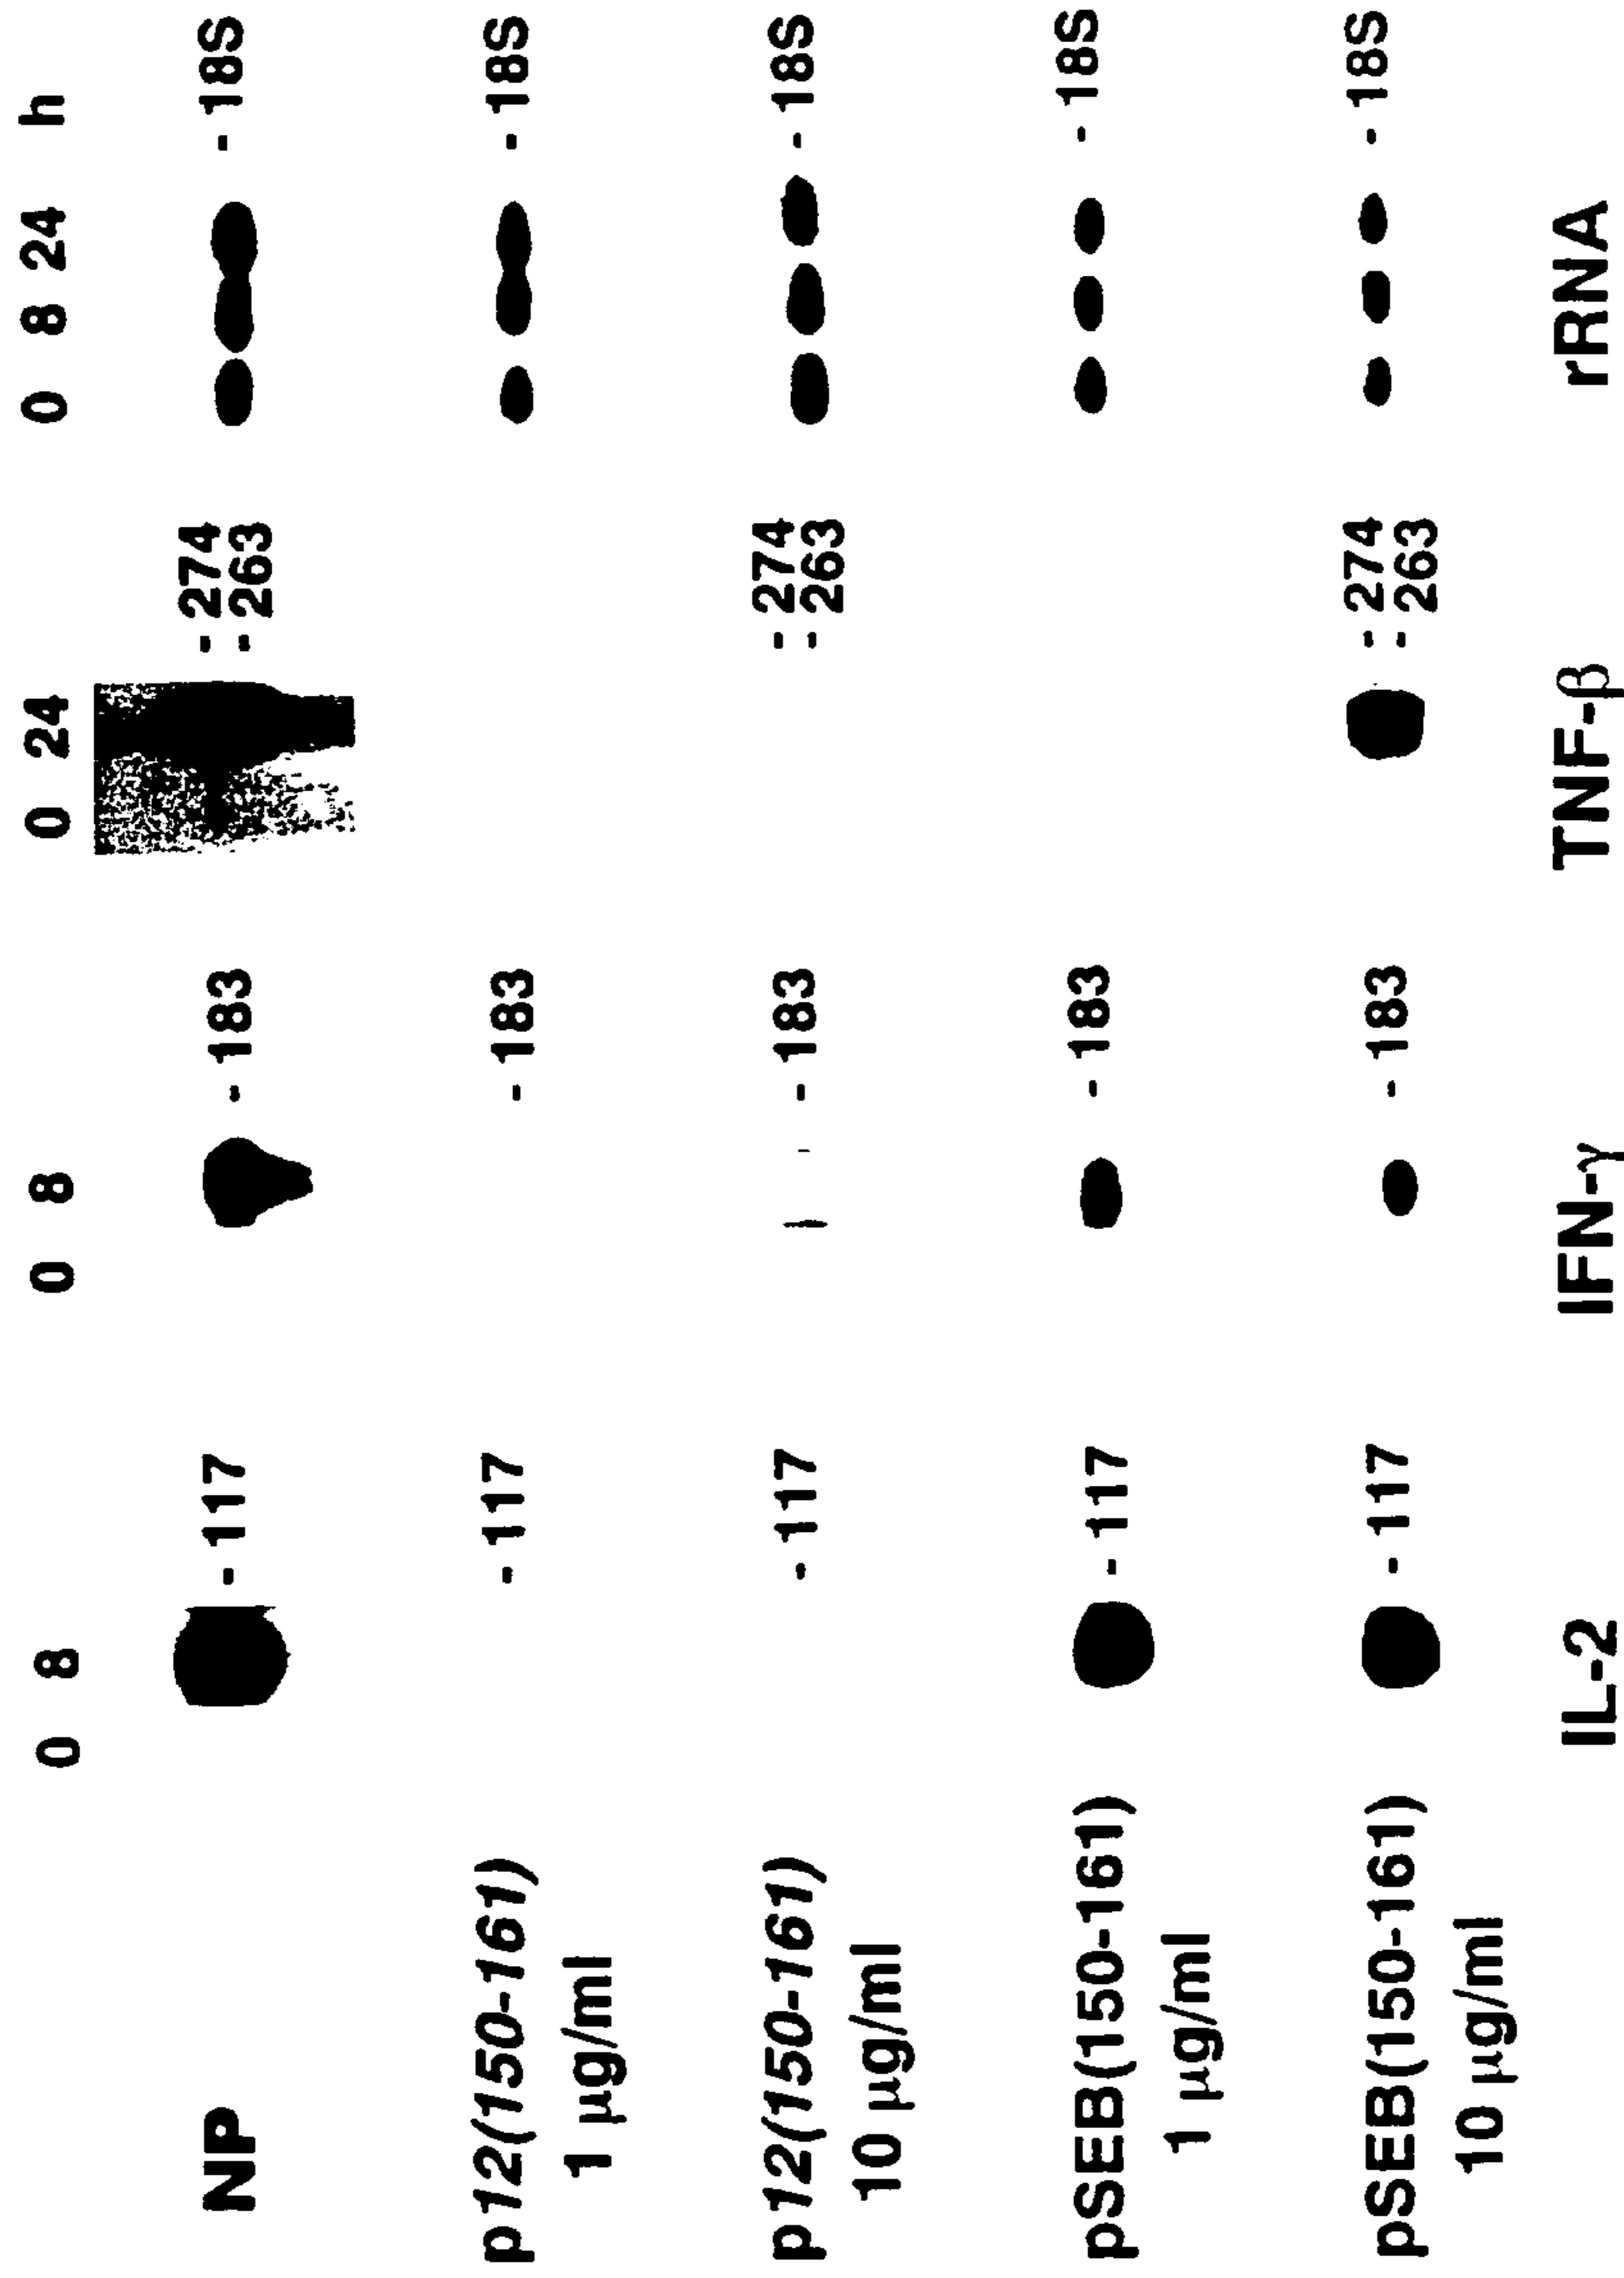 0 8 0 8 0 24 0 8 24 h
NP - 117 - 183 - 274 - 18S
- 263
p12(150-161) - 117 - 183 - 18S
1 μg/ml
p12(150-161) - 117 - 183 - 274 - 18S
- 263
10 μg/ml
pSEB(150-161) - 117 - 183 - 18S
1 μg/ml
pSEB(150-161) - 117 - 183 - 274 - 18S
- 263
10 μg/ml
IL-2 IFN-γ TNF-β rRNA